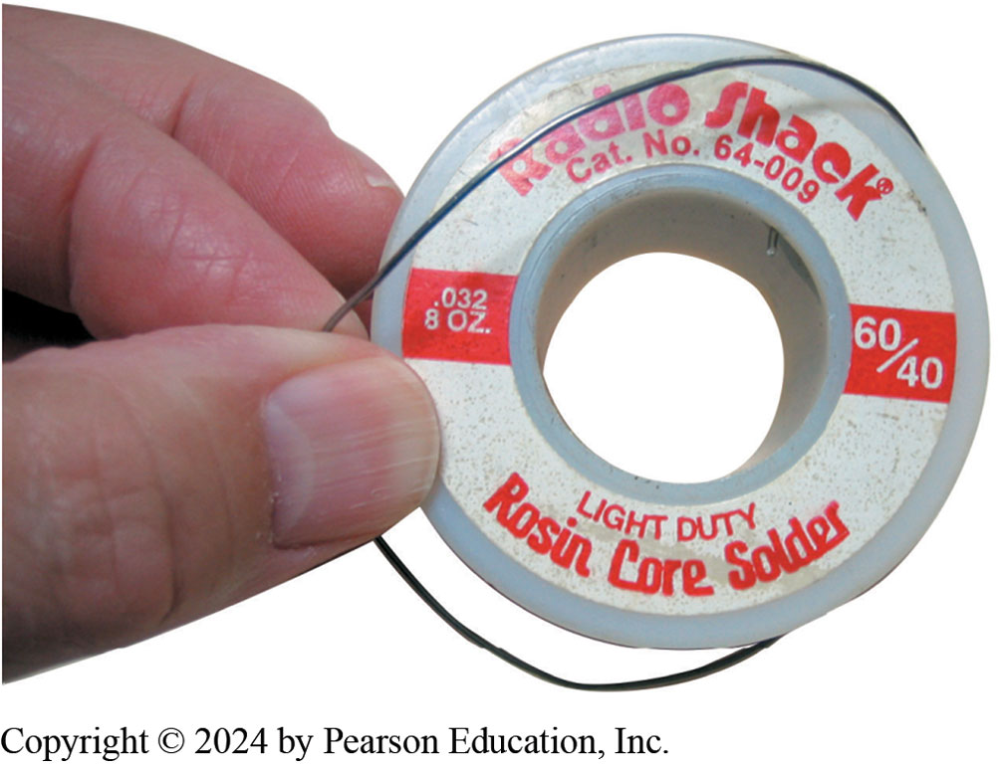 Radio Shack®
Cat. No. 64-009
.032
8 OZ.
60/40
LIGHT DUTY
Rosin Core Solder
Copyright © 2024 by Pearson Education, Inc.